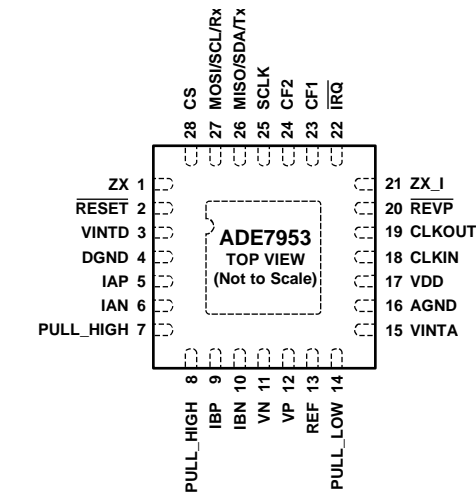 28 CS
27 MOSI/SCL/Rx
26 MISO/SDA/Tx
25 SCLK
24 CF2
23 CF1
22 IRQ
ZX 1
RESET 2
VINTD 3
DGND 4
IAP 5
IAN 6
PULL_HIGH 7
ADE7953
TOP VIEW
(Not to Scale)
21 ZX_I
20 REVP
19 CLKOUT
18 CLKIN
17 VDD
16 AGND
15 VINTA
PULL_HIGH 8
IBP 9
IBN 10
VN 11
VP 12
REF 13
PULL_LOW 14